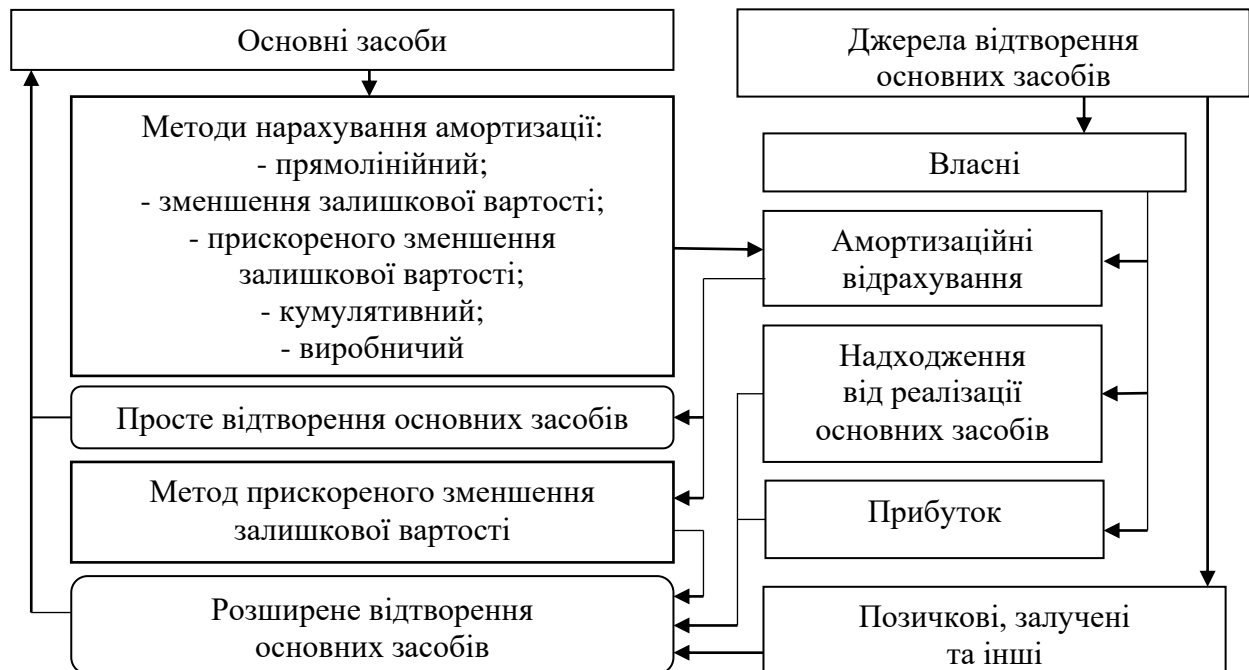 Основні засоби
Методи нарахування амортизації:
- прямолінійний;
- зменшення залишкової вартості;
- прискореного зменшення
залишкової вартості;
- кумулятивний;
- виробничий
Просте відтворення основних засобів
Метод прискореного зменшення
залишкової вартості
Розширене відтворення
основних засобів
Джерела відтворення
основних засобів
Власні
Амортизаційні
відрахування
Надходження
від реалізації
основних засобів
Прибуток
Позичкові, залучені
та інші